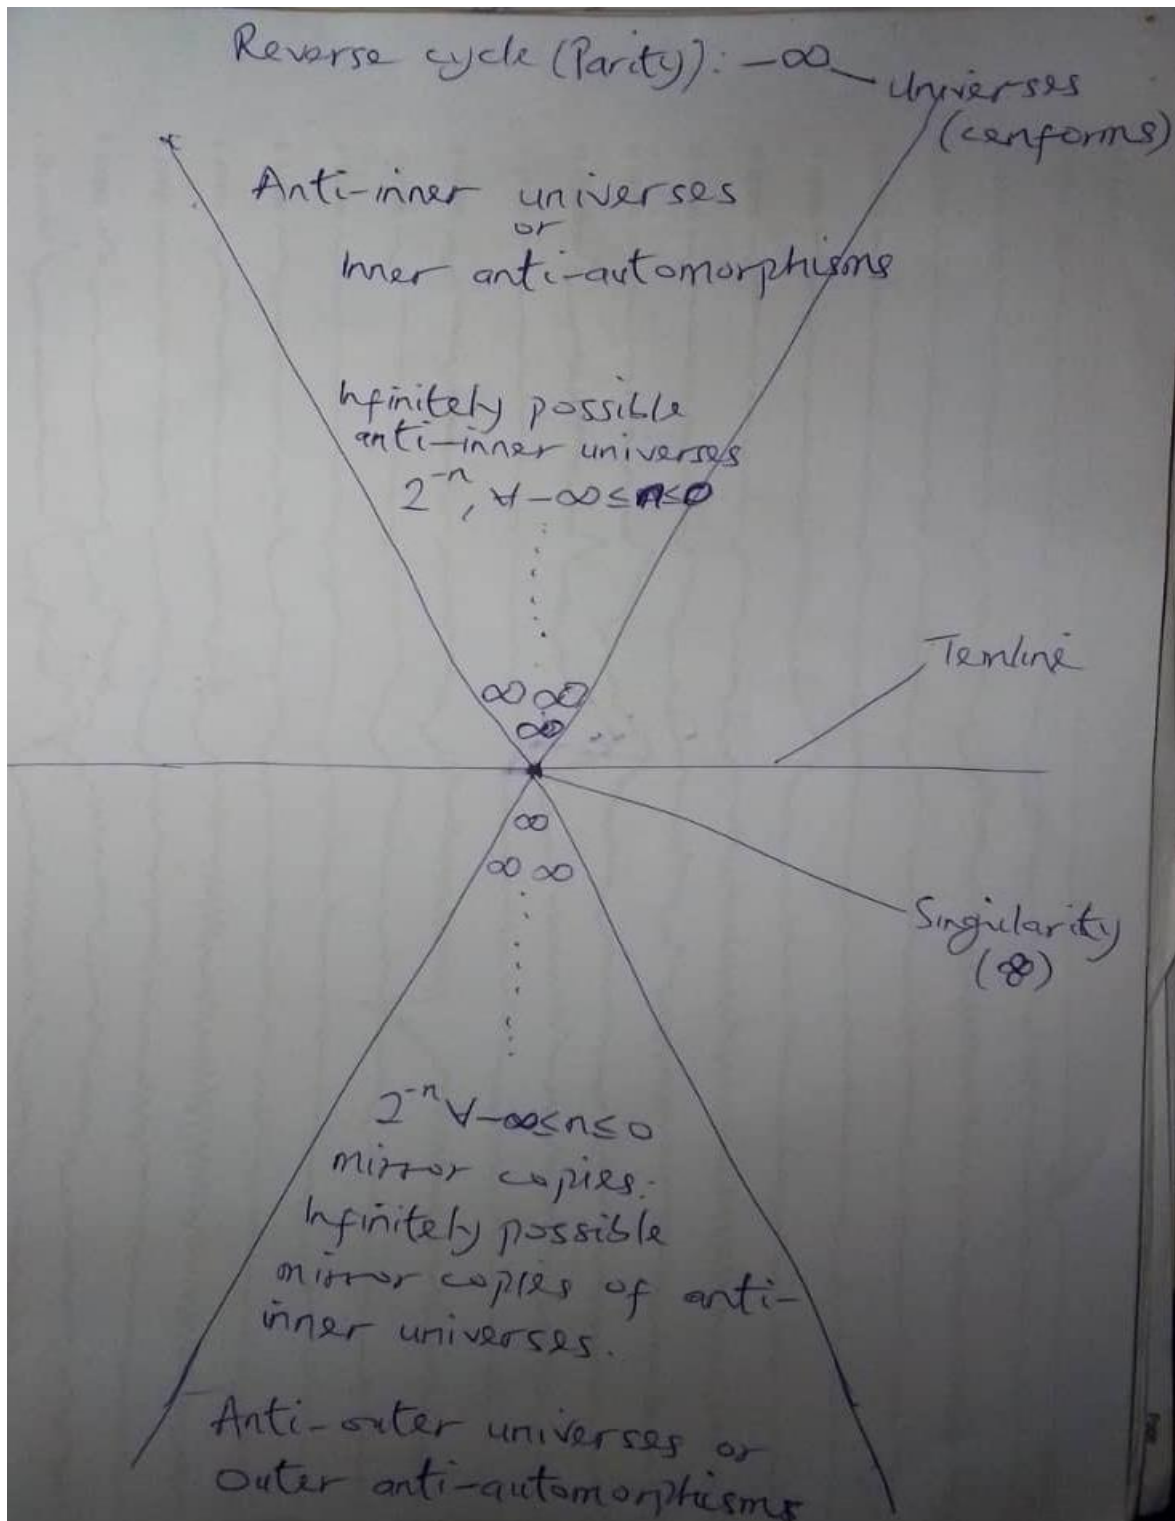 Reverse cycle (Parity): -∞
Universes
(cenforms)
Anti-inner universes
or
Inner anti-automorphisms
Infinitely possible
anti-inner universes
2⁻ⁿ, ∀ -∞ ≤ n ≤ 0
∞ ∞
∞
Temline
∞
∞ ∞
Singularity
(∞)
2⁻ⁿ ∀ -∞ ≤ n ≤ 0
mirror copies.
Infinitely possible
mirror copies of anti-
inner universes.
Anti-outer universes or
outer anti-automorphisms